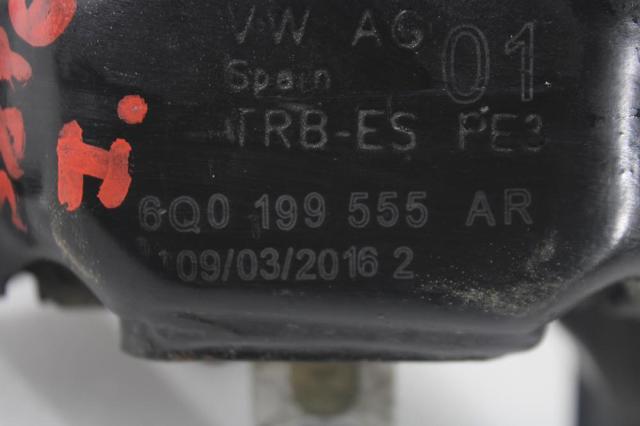 VW AG
Spain 01
TRB-ES PE3
6Q0 199 555 AR
09/03/2016 2